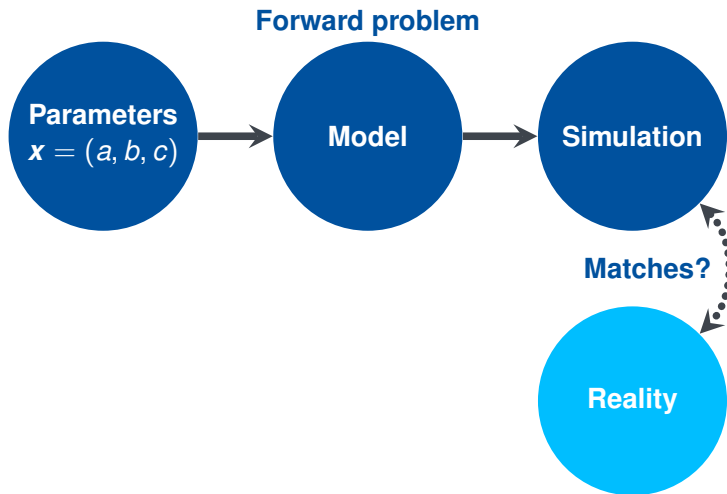 Forward problem
Parameters
x = (a, b, c)
Model
Simulation
Matches?
Reality